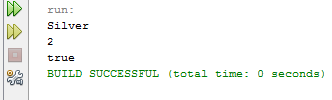 run:
Silver
2
true
BUILD SUCCESSFUL (total time: 0 seconds)